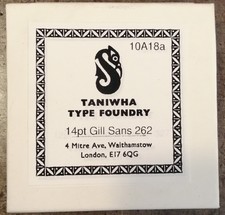 10A18a
TANIWHA
TYPE FOUNDRY
14pt Gill Sans 262
4 Mitre Ave, Walthamstow
London, E17 6QG